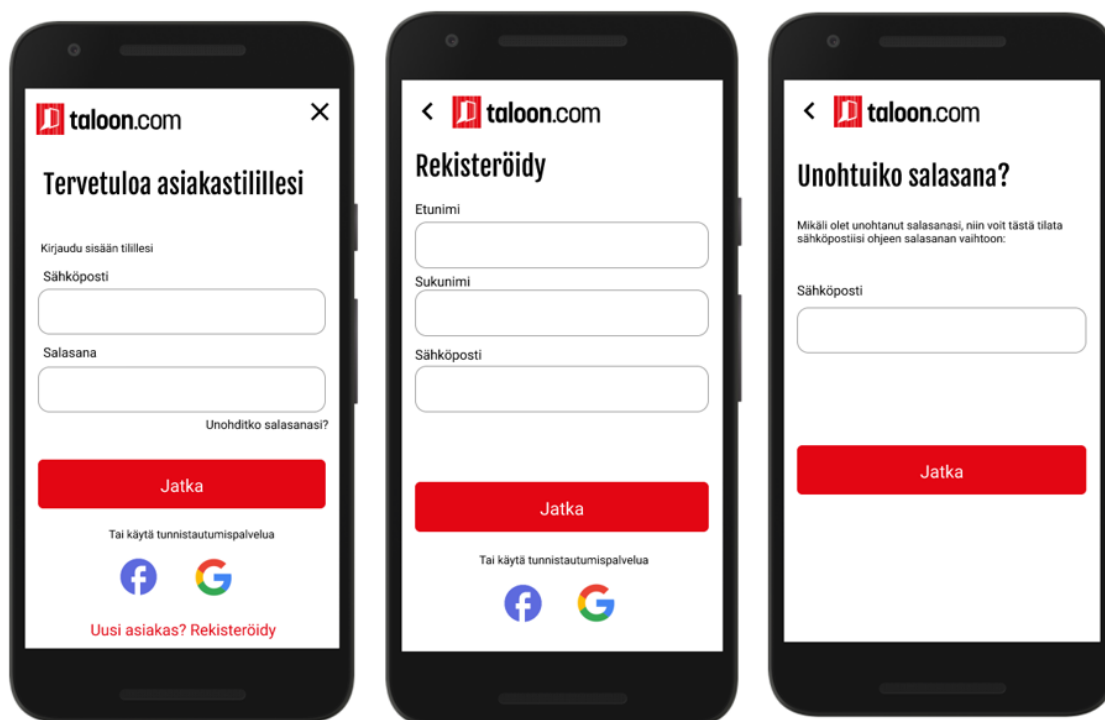 taloon.com
Tervetuloa asiakastilillesi
Kirjaudu sisään tilillesi
Sähköposti
Salasana
Unohditko salasanasi?
Jatka
Tai käytä tunnistautumispalvelua
Uusi asiakas? Rekisteröidy
taloon.com
Rekisteröidy
Etunimi
Sukunimi
Sähköposti
Jatka
Tai käytä tunnistautumispalvelua
taloon.com
Unohtuiko salasana?
Mikäli olet unohtanut salasanasi, niin voit tästä tilata
sähköpostiisi ohjeen salasanan vaihtoon:
Sähköposti
Jatka